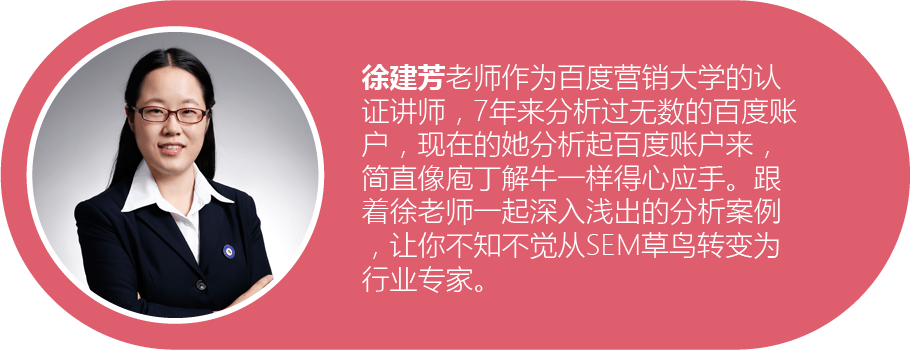 徐建芳老师作为百度营销大学的认
证讲师，7年来分析过无数的百度账
户，现在的她分析起百度账户来，
简直像庖丁解牛一样得心应手。跟
着徐老师一起深入浅出的分析案例
，让你不知不觉从SEM草鸟转变为
行业专家。